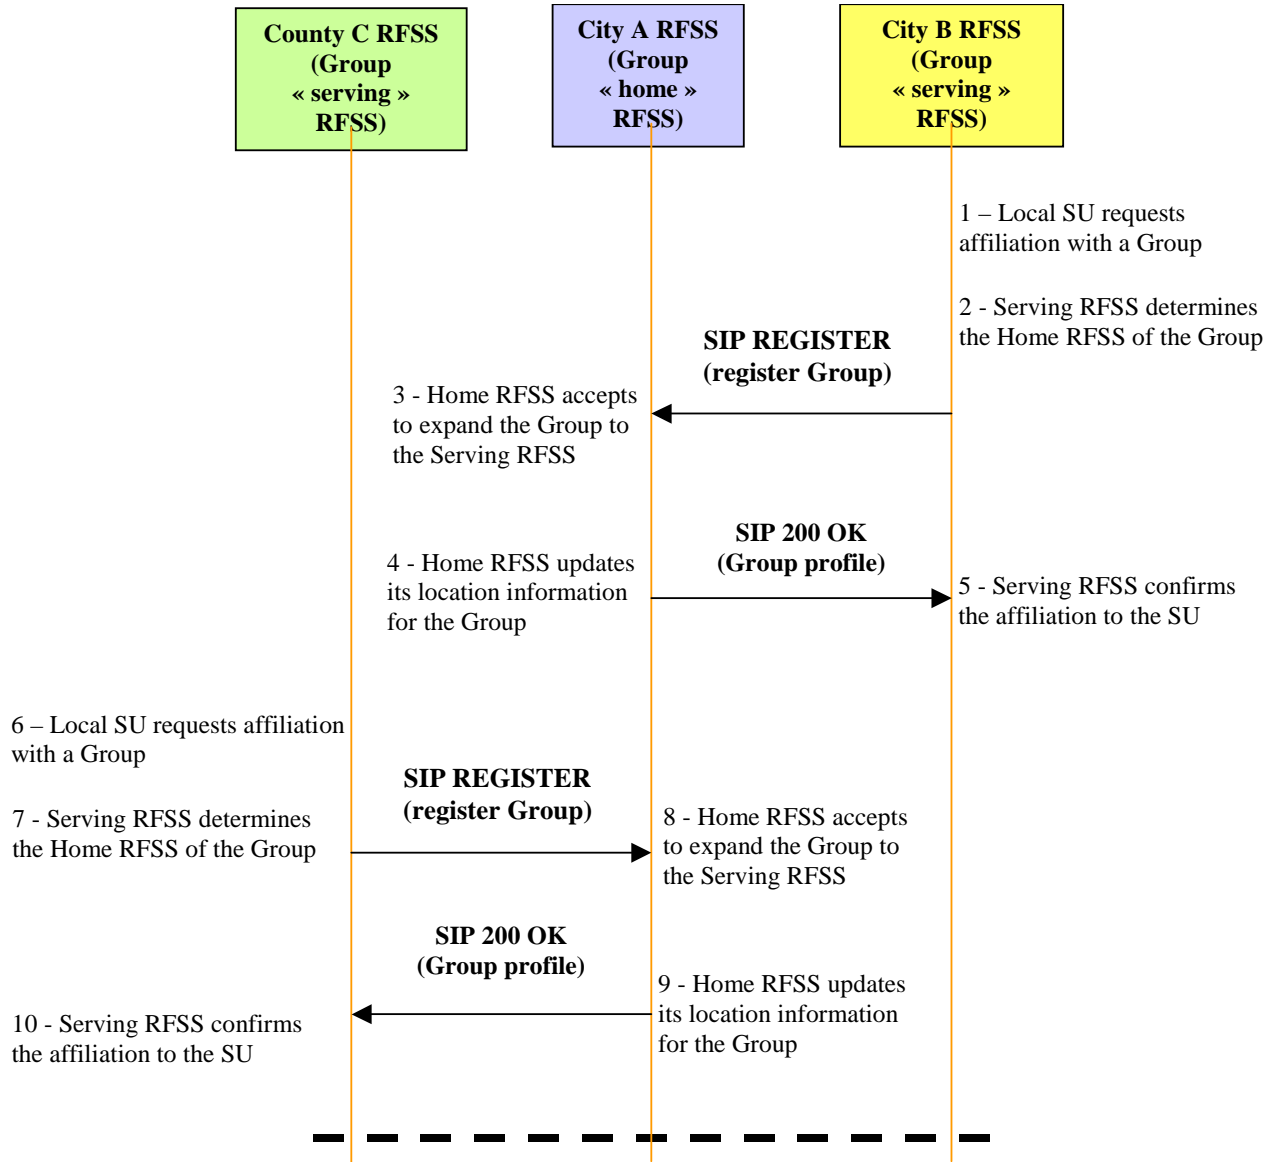 County C RFSS
(Group
« serving »
RFSS)
City A RFSS
(Group
« home »
RFSS)
City B RFSS
(Group
« serving »
RFSS)
1 – Local SU requests
affiliation with a Group
2 - Serving RFSS determines
the Home RFSS of the Group
SIP REGISTER
(register Group)
3 - Home RFSS accepts
to expand the Group to
the Serving RFSS
SIP 200 OK
(Group profile)
4 - Home RFSS updates
its location information
for the Group
5 - Serving RFSS confirms
the affiliation to the SU
6 – Local SU requests affiliation
with a Group
SIP REGISTER
(register Group)
7 - Serving RFSS determines
the Home RFSS of the Group
8 - Home RFSS accepts
to expand the Group to
the Serving RFSS
SIP 200 OK
(Group profile)
9 - Home RFSS updates
its location information
for the Group
10 - Serving RFSS confirms
the affiliation to the SU